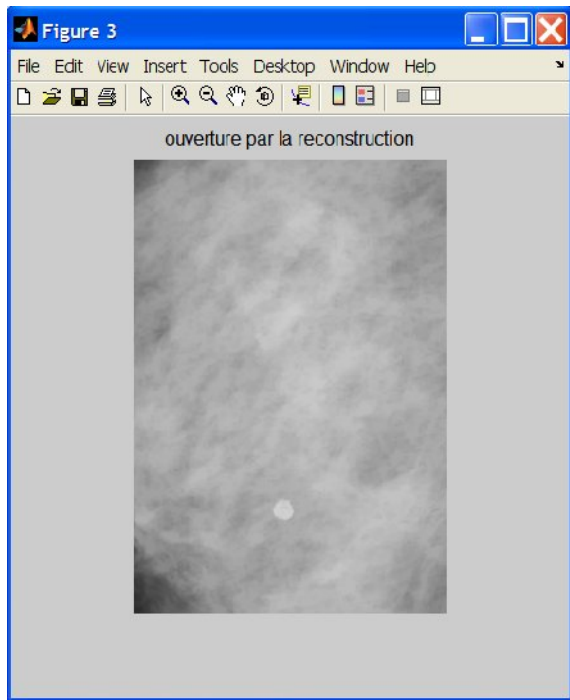 Figure 3
File Edit View Insert Tools Desktop Window Help
ouverture par la reconstruction